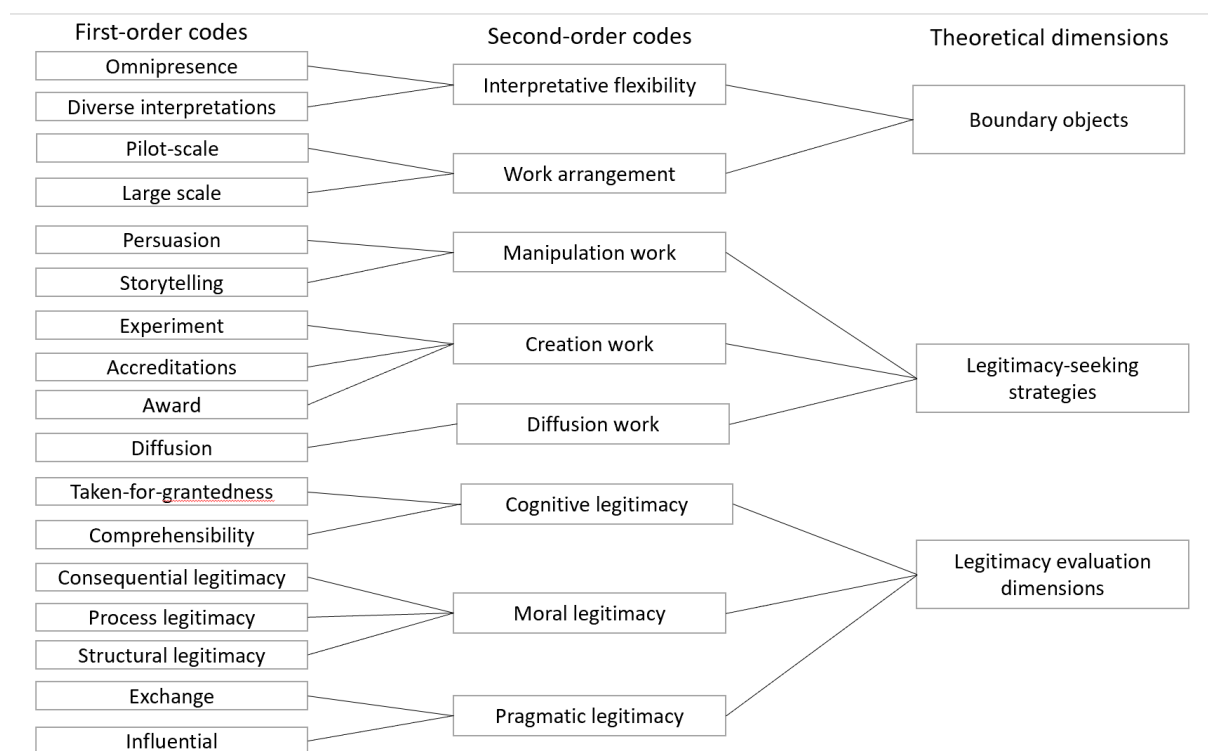 First-order codes
Second-order codes
Theoretical dimensions
Omnipresence
Diverse interpretations
Pilot-scale
Large scale
Persuasion
Storytelling
Experiment
Accreditations
Award
Diffusion
Taken-for-grantedness
Comprehensibility
Consequential legitimacy
Process legitimacy
Structural legitimacy
Exchange
Influential
Interpretative flexibility
Work arrangement
Manipulation work
Creation work
Diffusion work
Cognitive legitimacy
Moral legitimacy
Pragmatic legitimacy
Boundary objects
Legitimacy-seeking
strategies
Legitimacy evaluation
dimensions